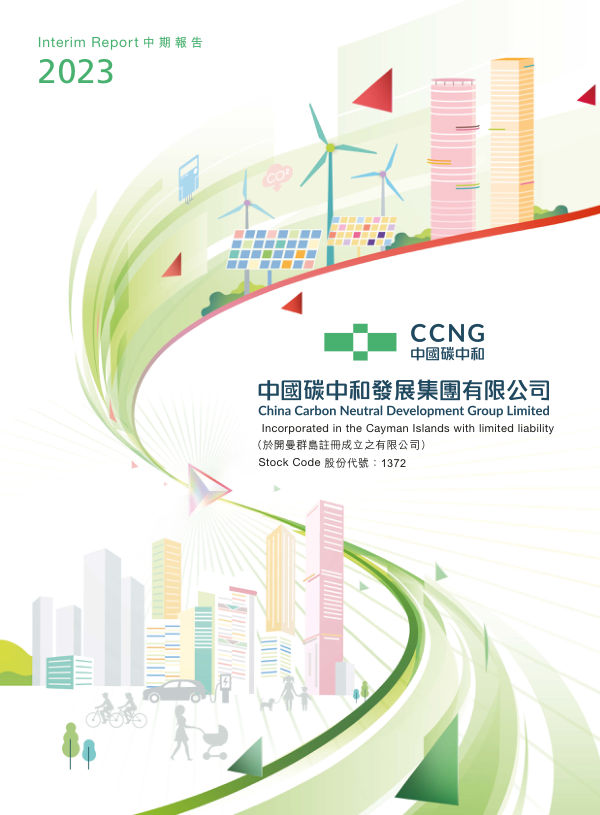 Interim Report 中期報告
2023
CO²
CCNG
中國碳中和
中國碳中和發展集團有限公司
China Carbon Neutral Development Group Limited
Incorporated in the Cayman Islands with limited liability
（於開曼群島註冊成立之有限公司）
Stock Code 股份代號：1372